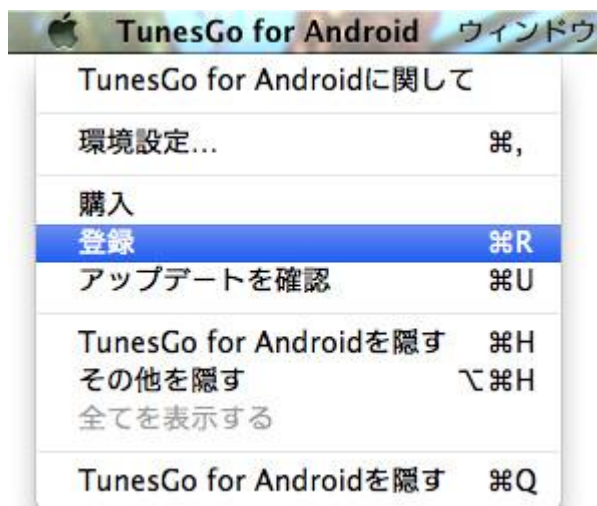 TunesGo for Android ウィンドウ
TunesGo for Androidに関して
環境設定... ⌘,
購入
登録 ⌘R
アップデートを確認 ⌘U
TunesGo for Androidを隠す ⌘H
その他を隠す ⌥⌘H
全てを表示する
TunesGo for Androidを隠す ⌘Q